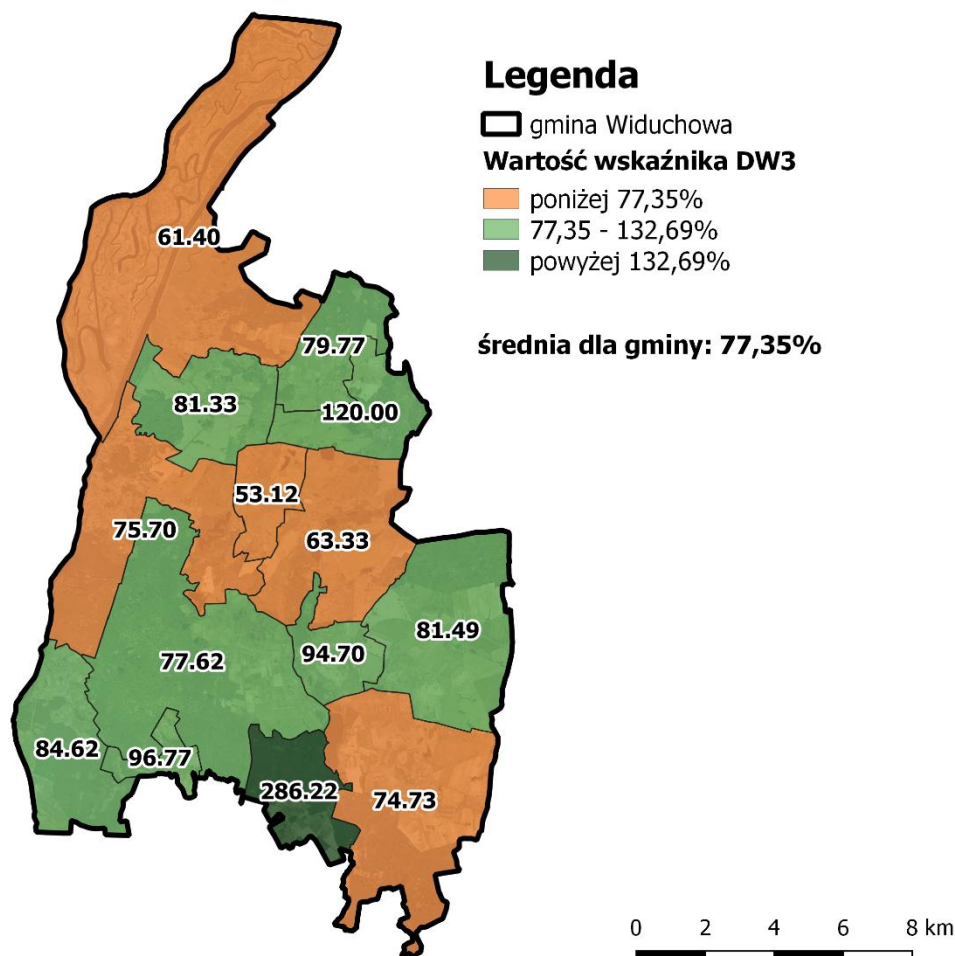 Legenda
gmina Widuchowa
Wartość wskaźnika DW3
poniżej 77,35%
77,35 - 132,69%
powyżej 132,69%
średnia dla gminy: 77,35%
61.40
79.77
81.33
120.00
53.12
75.70
63.33
81.49
94.70
77.62
84.62
96.77
286.22
74.73
0 2 4 6 8 km